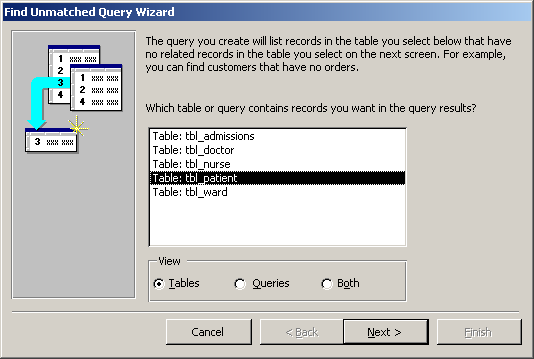 Find Unmatched Query Wizard
1 xxx xxx
2
3
4
1 xxx xxx
2 xxx xxx
4 xxx xxx
3 xxx xxx
The query you create will list records in the table you select below that have
no related records in the table you select on the next screen. For example,
you can find customers that have no orders.
Which table or query contains records you want in the query results?
Table: tbl_admissions
Table: tbl_doctor
Table: tbl_nurse
Table: tbl_patient
Table: tbl_ward
View
Tables Queries Both
Cancel < Back Next > Finish